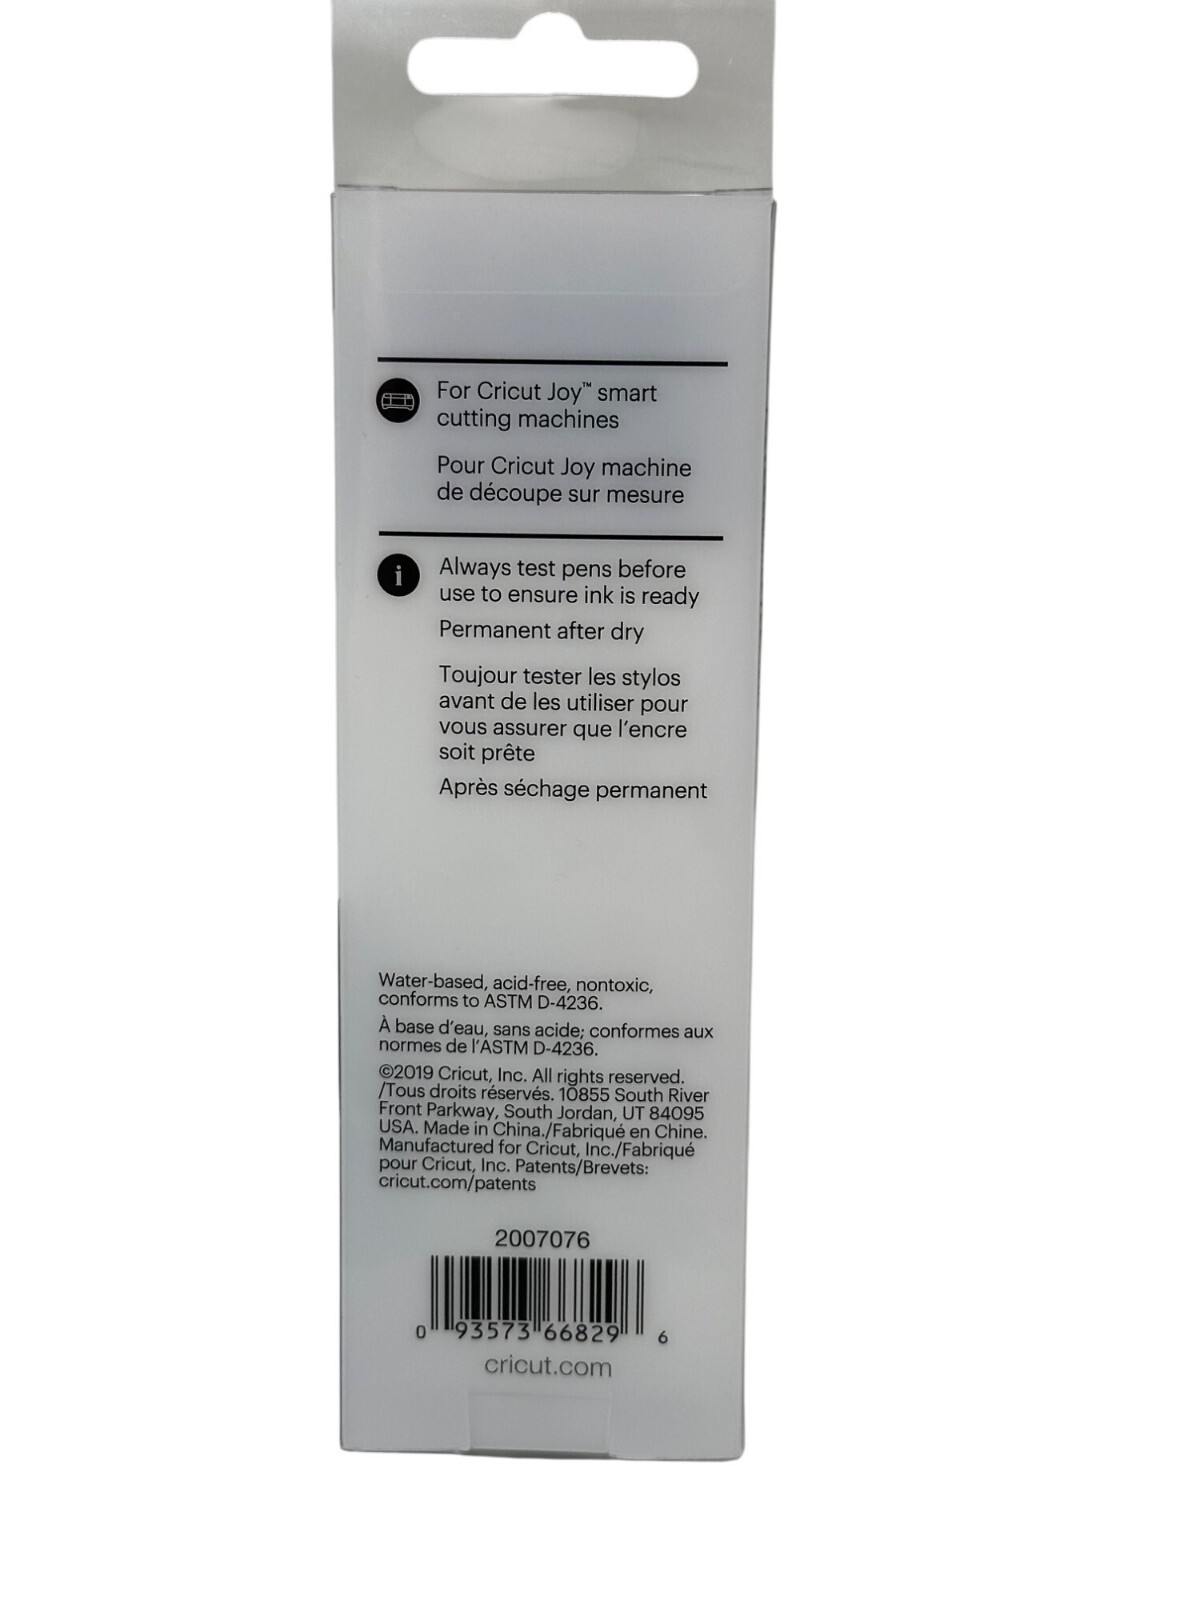 For Cricut Joy™ smart
cutting machines
Pour Cricut Joy machine
de découpe sur mesure
i
Always test pens before
use to ensure ink is ready
Permanent after dry
Toujour tester les stylos
avant de les utiliser pour
vous assurer que l'encre
soit prête
Après séchage permanent
Water-based, acid-free, nontoxic,
conforms to ASTM D-4236.
À base d'eau, sans acide; conformes aux
normes de l'ASTM D-4236.
©2019 Cricut, Inc. All rights reserved.
/Tous droits réservés. 10855 South River
Front Parkway, South Jordan, UT 84095
USA. Made in China./Fabriqué en Chine.
Manufactured for Cricut, Inc./Fabriqué
pour Cricut, Inc. Patents/Brevets:
cricut.com/patents
2007076
0 93573 66829 6
cricut.com